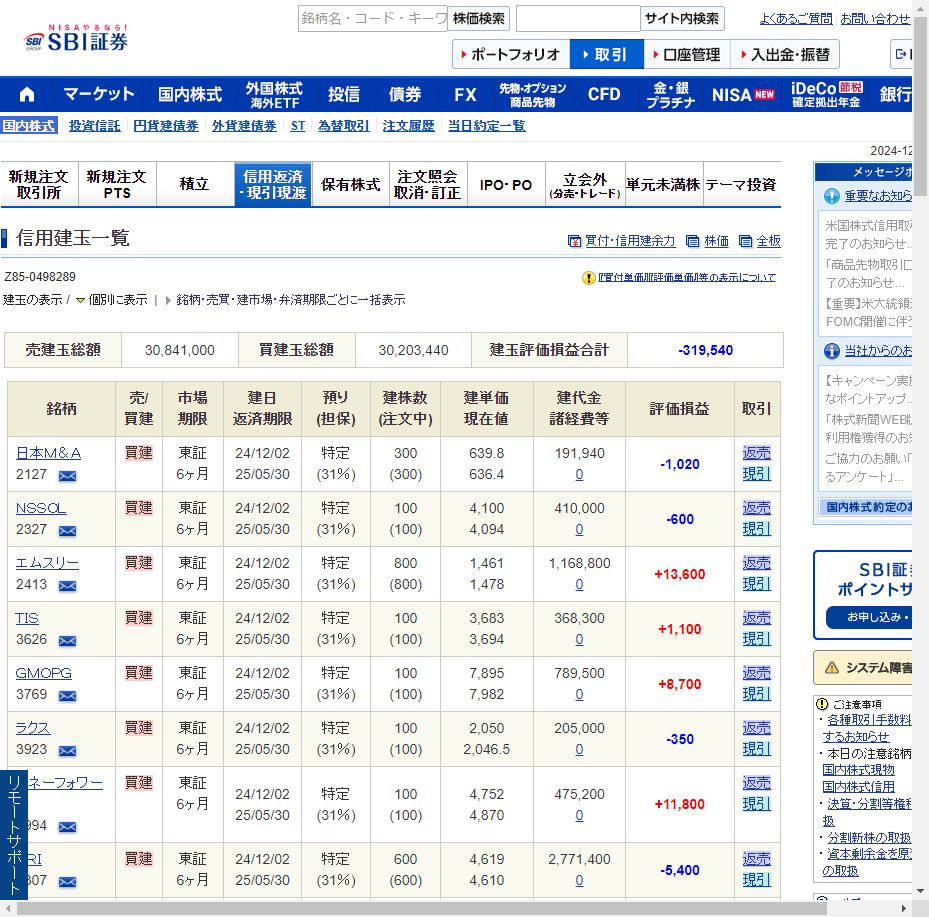 NISAやるなら!
SBI GROUP SBI証券
銘柄名・コード・キーワ 株価検索 サイト内検索 よくあるご質問 お問い合わせ
ポートフォリオ 取引 口座管理 入出金・振替
マーケット 国内株式 外国株式 海外ETF 投信 債券 FX 先物・オプション 商品先物 CFD 金・銀 プラチナ NISA NEW iDeCo 節税 確定拠出年金 銀行
国内株式 投資信託 円貨建債券 外貨建債券 ST 為替取引 注文履歴 当日約定一覧
2024-12
新規注文 取引所 新規注文 PTS 積立 信用返済 ・現引現渡 保有株式 注文照会 取消・訂正 IPO・PO 立会外 (分売・トレード) 単元未満株 テーマ投資
信用建玉一覧
買付・信用建余力 株価 全板
Z85-0498289
『買付単価』『評価単価』等の表示について
建玉の表示 / 個別に表示 | 銘柄・売買・建市場・弁済期限ごとに一括表示
売建玉総額 30,841,000 買建玉総額 30,203,440 建玉評価損益合計 -319,540
銘柄 売/買建 市場 期限 建日 返済期限 預り (担保) 建株数 (注文中) 建単価 現在値 建代金 諸経費等 評価損益 取引
日本M&A 買建 東証 24/12/02 特定 300 639.8 191,940 -1,020 返売
2127 6ヶ月 25/05/30 (31%) (300) 636.4 0 現引
NSSOL 買建 東証 24/12/02 特定 100 4,100 410,000 -600 返売
2327 6ヶ月 25/05/30 (31%) (100) 4,094 0 現引
エムスリー 買建 東証 24/12/02 特定 800 1,461 1,168,800 +13,600 返売
2413 6ヶ月 25/05/30 (31%) (800) 1,478 0 現引
TIS 買建 東証 24/12/02 特定 100 3,683 368,300 +1,100 返売
3626 6ヶ月 25/05/30 (31%) (100) 3,694 0 現引
GMOPG 買建 東証 24/12/02 特定 100 7,895 789,500 +8,700 返売
3769 6ヶ月 25/05/30 (31%) (100) 7,982 0 現引
ラクス 買建 東証 24/12/02 特定 100 2,050 205,000 -350 返売
3923 6ヶ月 25/05/30 (31%) (100) 2,046.5 0 現引
ネーフォワー 買建 東証 24/12/02 特定 100 4,752 475,200 +11,800 返売
994 6ヶ月 25/05/30 (31%) (100) 4,870 0 現引
RI 買建 東証 24/12/02 特定 600 4,619 2,771,400 -5,400 返売
307 6ヶ月 25/05/30 (31%) (600) 4,610 0 現引
リモートサポート
メッセージボ
重要なお知ら
米国株式信用取
完了のお知らせ...
「商品先物取引口
了のお知らせ...
【重要】米大統領
FOMC開催に伴う
当社からのお
【キャンペーン実施
なポイントアップ...
「株式新聞WEB版
利用権獲得のお知
ご協力のお願い「
るアンケート」...
国内株式約定のお
SBI証
ポイントサ
お申し込み・
システム障害
ご注意事項
・各種取引手数料
するお知らせ
・本日の注意銘柄
国内株式現物
国内株式信用
・決算・分割等権利
扱
・分割新株の取扱
・資本剰余金を原
の取扱